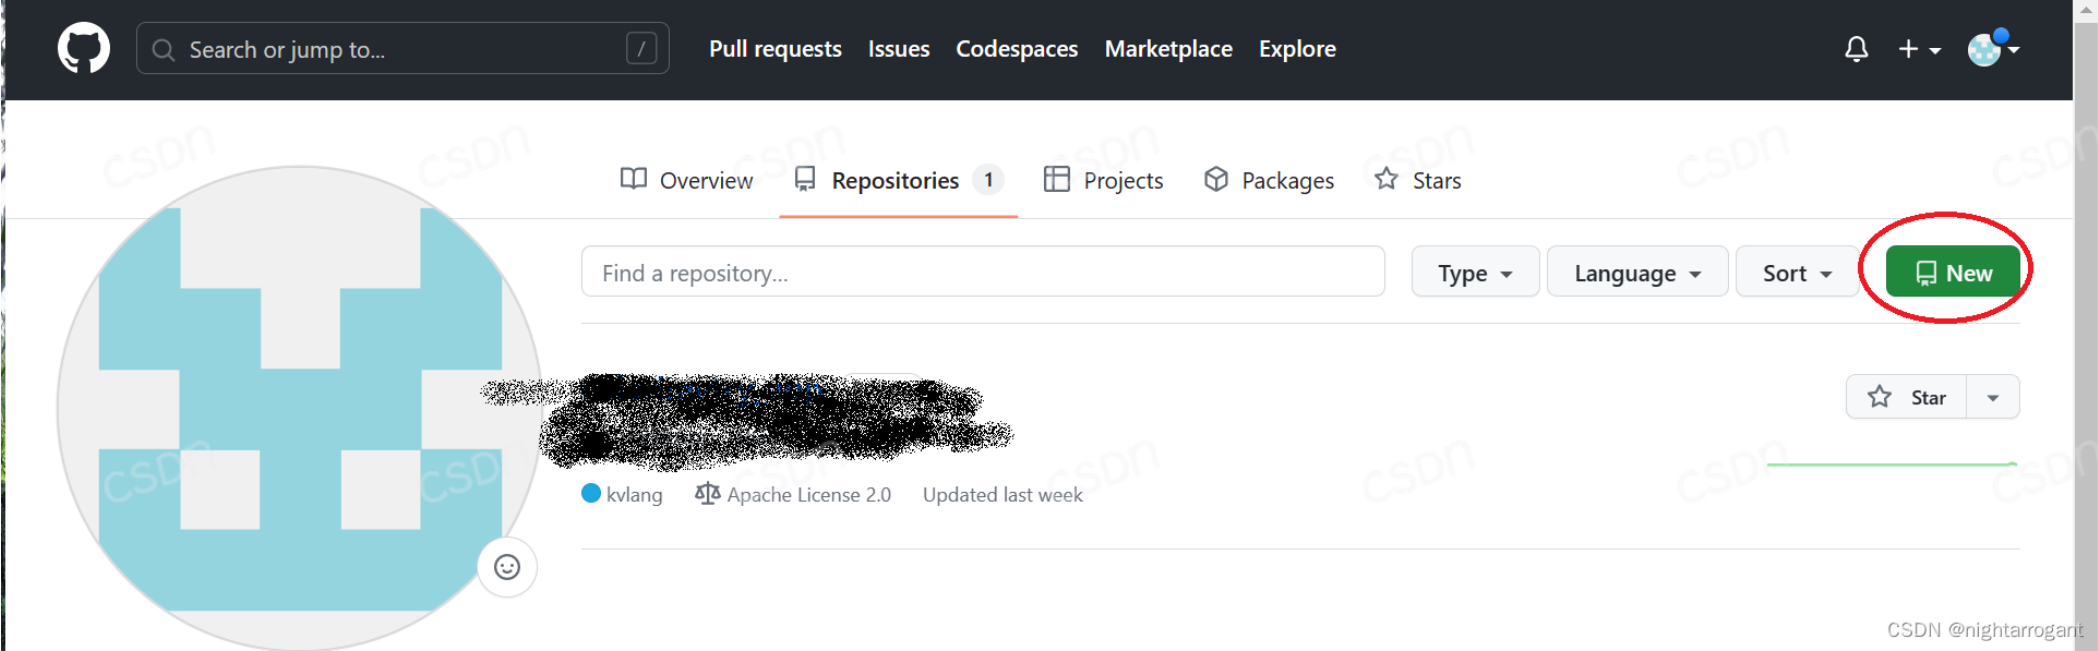 Search or jump to... / Pull requests Issues Codespaces Marketplace Explore
Overview Repositories 1 Projects Packages Stars
Find a repository... Type Language Sort New
Star
kvlang Apache License 2.0 Updated last week
CSDN @nightarrogant